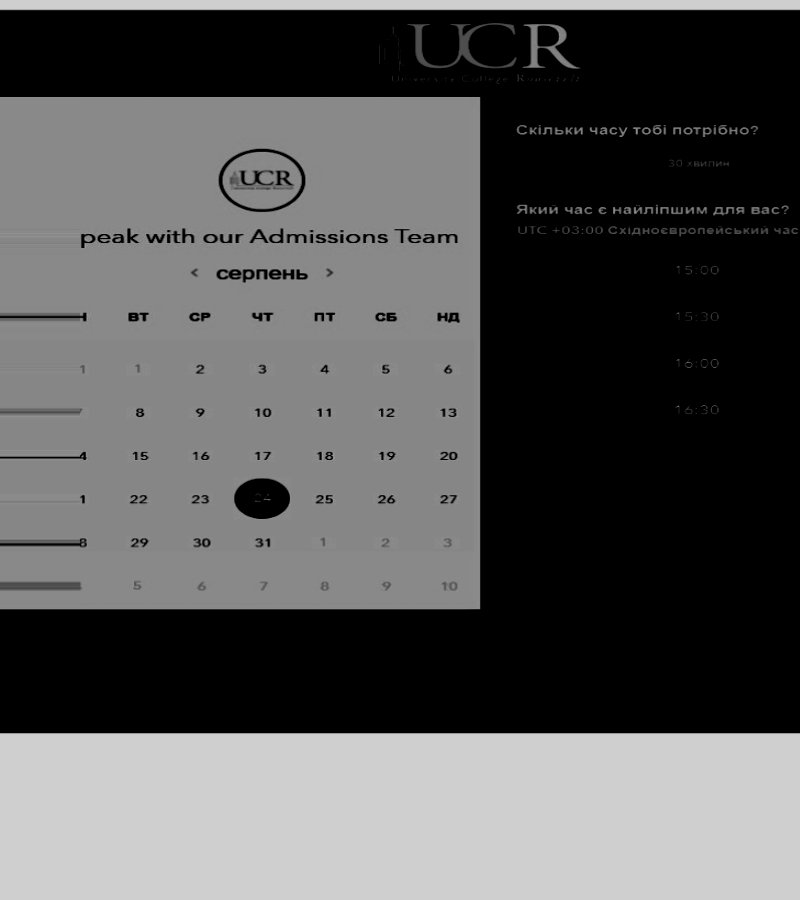 UCR
University College Roosevelt
UCR
peak with our Admissions Team
< серпень >
ВТ СР ЧТ ПТ СБ НД
1 1 2 3 4 5 6
7 8 9 10 11 12 13
4 15 16 17 18 19 20
1 22 23 24 25 26 27
8 29 30 31 1 2 3
5 6 7 8 9 10
Скільки часу тобі потрібно?
30 хвилин
Який час є найліпшим для вас?
UTC +03:00 Східноєвропейський час
15:00
15:30
16:00
16:30